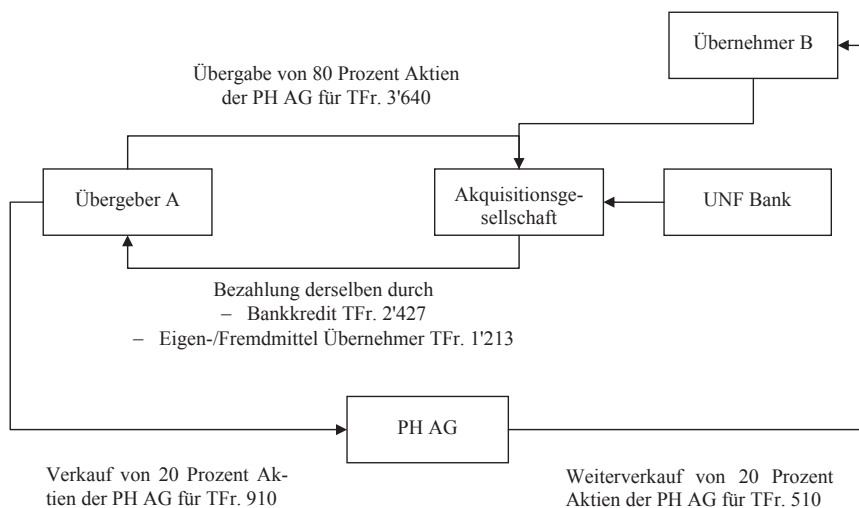 Übernehmer B
Übergabe von 80 Prozent Aktien
der PH AG für TFr. 3'640
Übergeber A
Akquisitionsge-
sellschaft
UNF Bank
Bezahlung derselben durch
– Bankkredit TFr. 2'427
– Eigen-/Fremdmittel Übernehmer TFr. 1'213
PH AG
Verkauf von 20 Prozent Ak-
tien der PH AG für TFr. 910
Weiterverkauf von 20 Prozent
Aktien der PH AG für TFr. 510